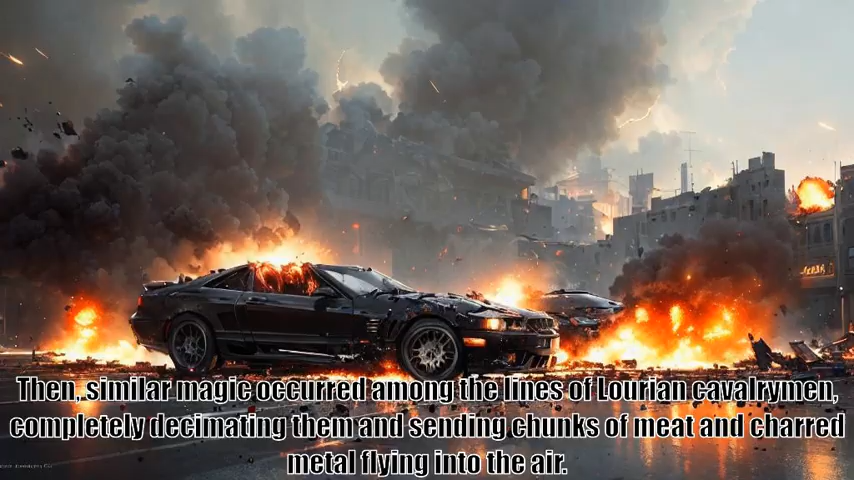 Then, similar magic occurred among the lines of Lourian cavalrymen,
completely decimating them and sending chunks of meat and charred
metal flying into the air.